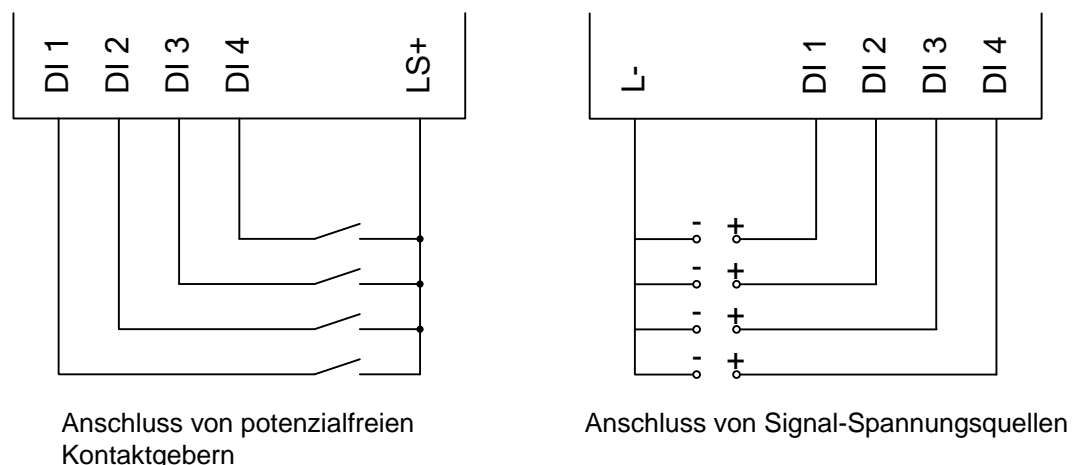 DI 1
DI 2
DI 3
DI 4
LS+
L-
DI 1
DI 2
DI 3
DI 4
- +
- +
- +
- +
Anschluss von potenzialfreien
Kontaktgebern
Anschluss von Signal-Spannungsquellen